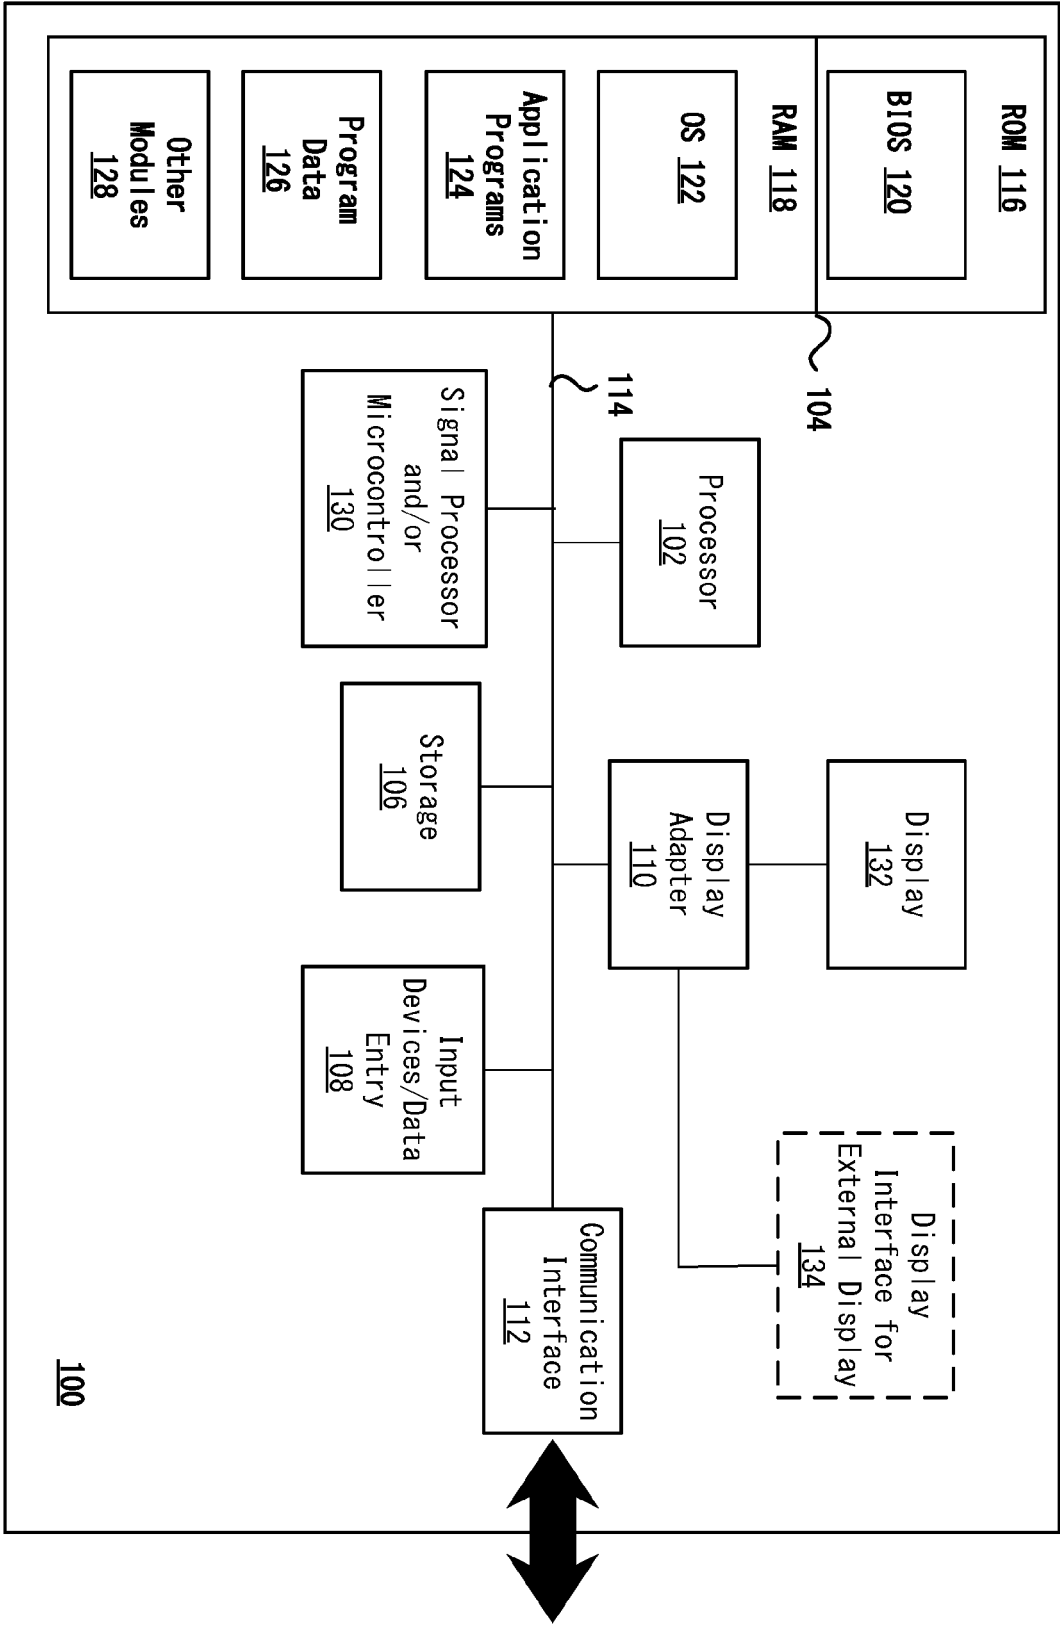 ROM 116
BIOS 120
RAM 118
OS 122
Application
Programs
124
Program
Data
126
Other
Modules
128
104
114
Processor
102
Signal Processor
and/or
Microcontroller
130
Storage
106
Display
Adapter
110
Display
132
Input
Devices/Data
Entry
108
Display
Interface for
External Display
134
Communication
Interface
112
100